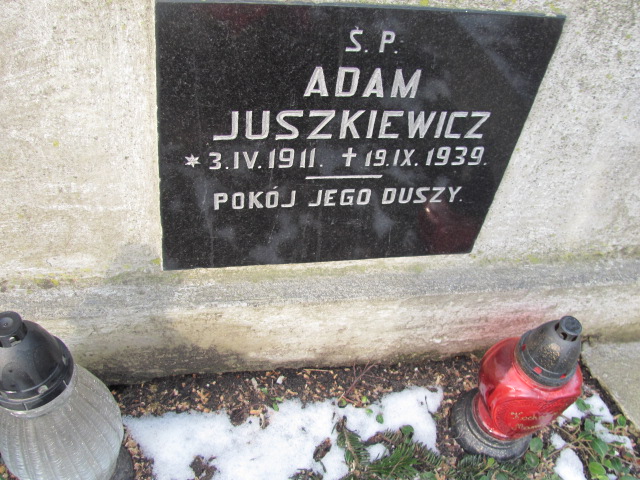 Ś. P.
ADAM
JUSZKIEWICZ
* 3. IV. 1911. ✝ 19. IX. 1939.
POKÓJ JEGO DUSZY.